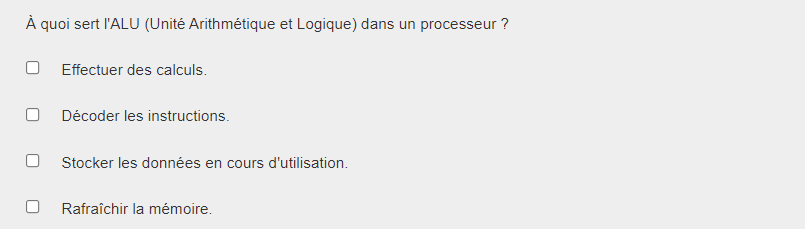 À quoi sert l'ALU (Unité Arithmétique et Logique) dans un processeur ?
Effectuer des calculs.
Décoder les instructions.
Stocker les données en cours d'utilisation.
Rafraîchir la mémoire.